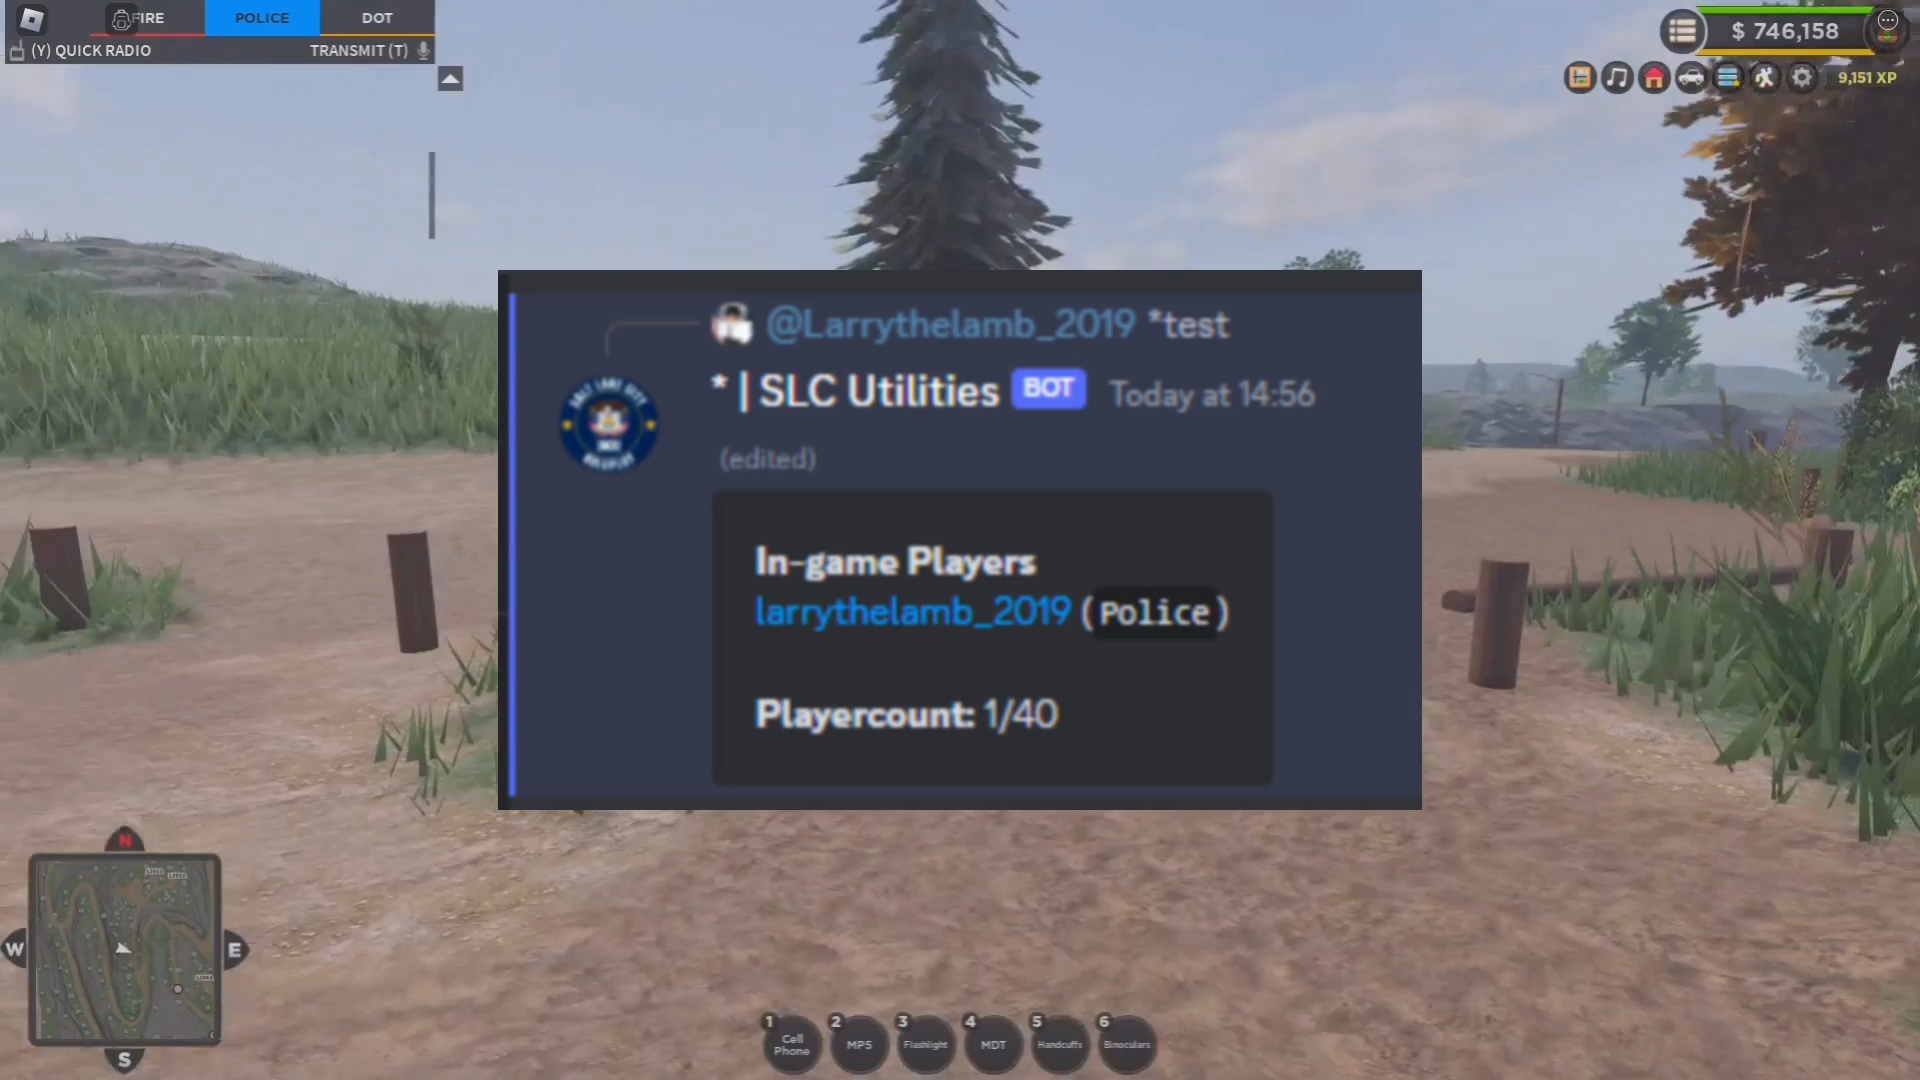 FIRE
POLICE
DOT
(Y) QUICK RADIO
TRANSMIT (T)
$ 746,158
9,151 XP
@Larrythelamb_2019 *test
* | SLC Utilities BOT Today at 14:56
(edited)
In-game Players
larrythelamb_2019 (Police)
Playercount: 1/40
N
W
E
S
1 Cell Phone
2 MP5
3 Flashlight
4 MDT
5 Handcuffs
6 Binoculars